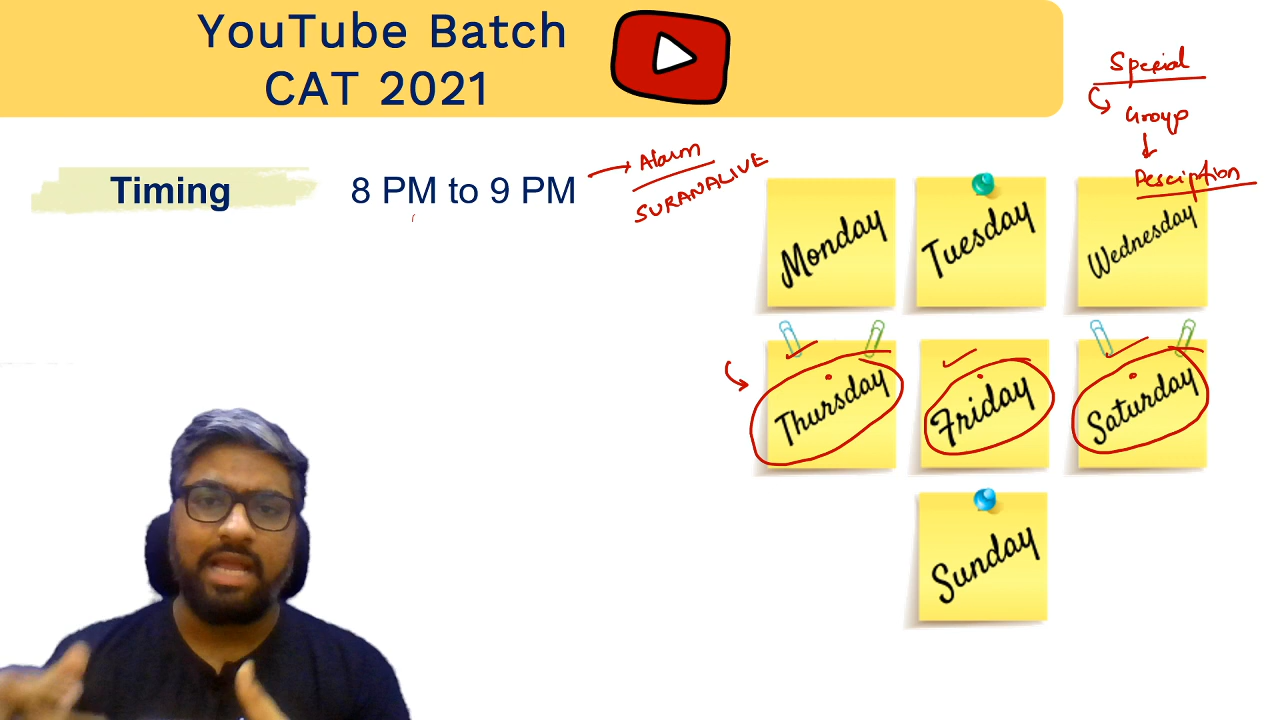 YouTube Batch
CAT 2021
Special
Group
Description
Timing
8 PM to 9 PM
Alarm
SURANALIVE
Monday
Tuesday
Wednesday
Thursday
Friday
Saturday
Sunday